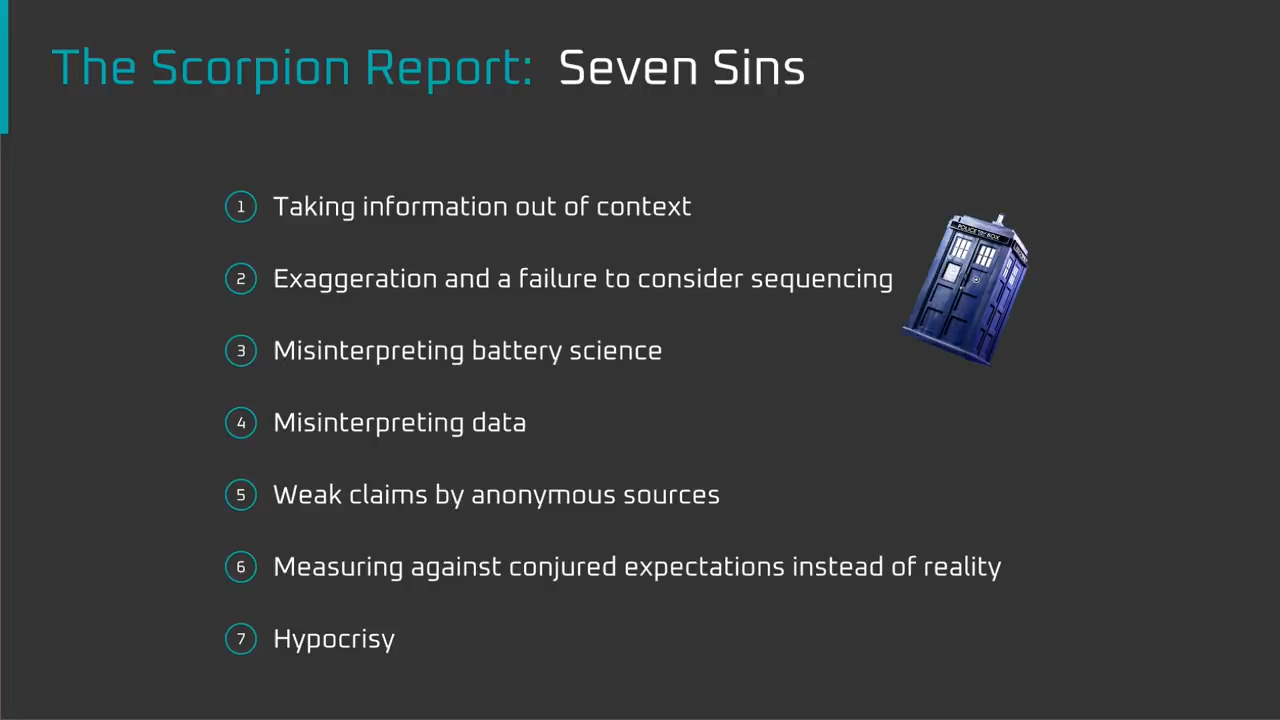 The Scorpion Report: Seven Sins
1 Taking information out of context
2 Exaggeration and a failure to consider sequencing
3 Misinterpreting battery science
4 Misinterpreting data
5 Weak claims by anonymous sources
6 Measuring against conjured expectations instead of reality
7 Hypocrisy
POLICE BOX